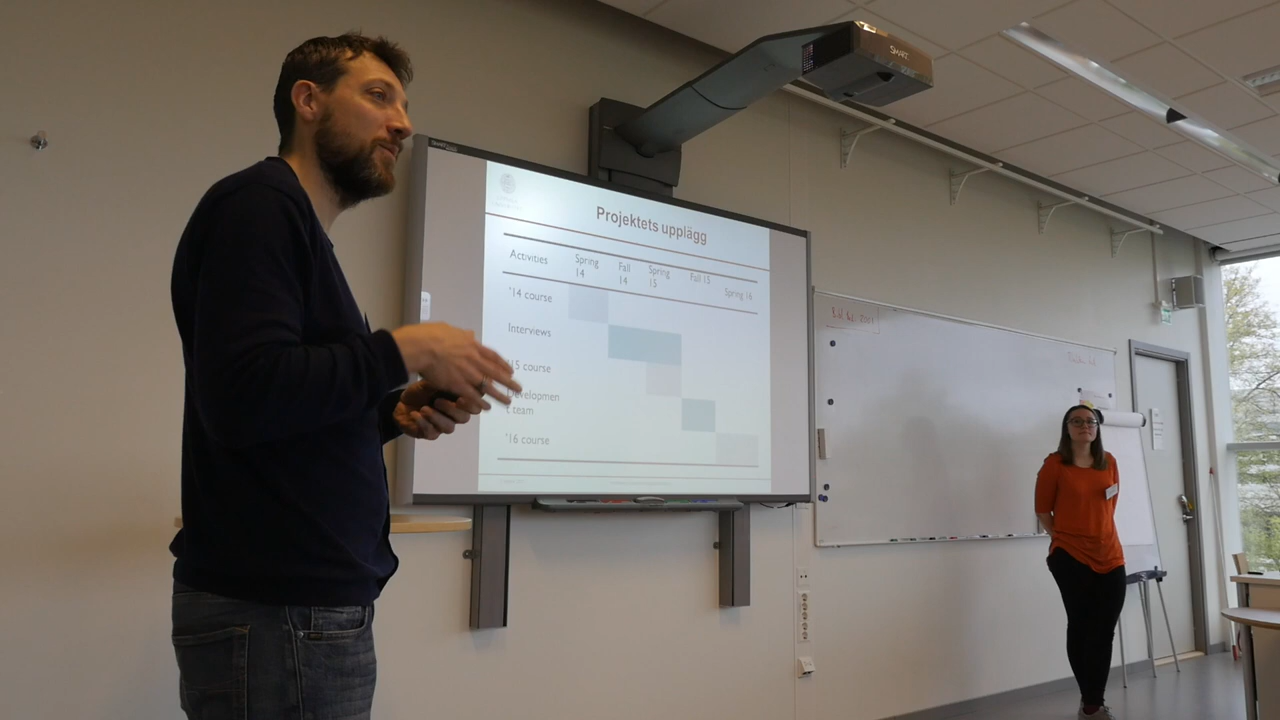 SMART
Projektets upplägg
Activities
Spring
14
Fall
14
Spring
15
Fall 15
Spring 16
'14 course
Interviews
15 course
Developmen
t team
'16 course